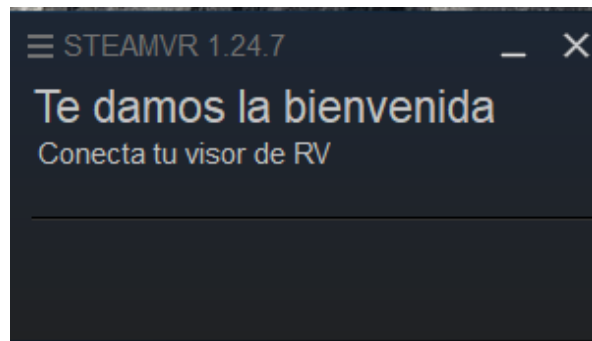 STEAMVR 1.24.7
Te damos la bienvenida
Conecta tu visor de RV